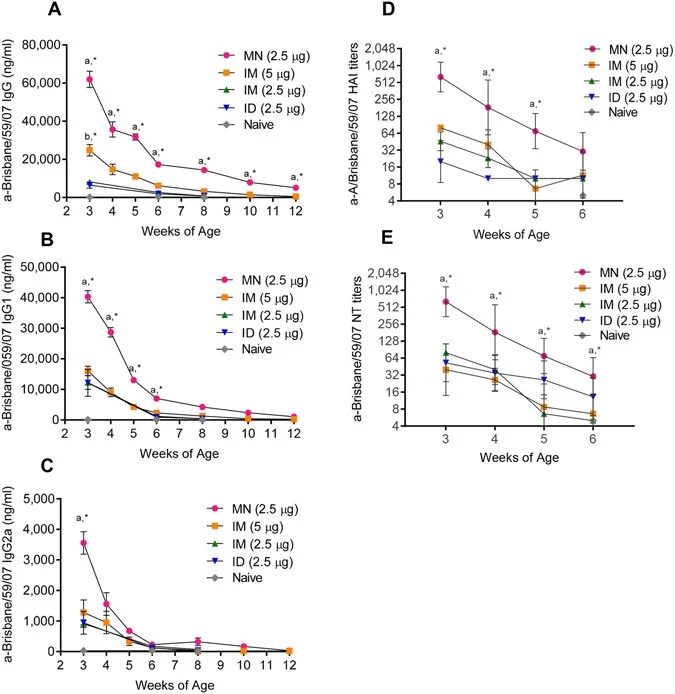 A
a-Brisbane/59/07 IgG (ng/ml)
80,000
60,000
40,000
20,000
0
a,*
b,*
a,*
a,*
a,*
a,*
a,*
a,*
MN (2.5 µg)
IM (5 µg)
IM (2.5 µg)
ID (2.5 µg)
Naive
2 3 4 5 6 7 8 9 10 11 12
Weeks of Age
B
a-Brisbane/059/07 IgG1 (ng/ml)
50,000
40,000
30,000
20,000
10,000
0
a,*
a,*
a,*
a,*
MN (2.5 µg)
IM (5 µg)
IM (2.5 µg)
ID (2.5 µg)
Naive
2 3 4 5 6 7 8 9 10 11 12
Weeks of Age
C
a-Brisbane/59/07 IgG2a (ng/ml)
5,000
4,000
3,000
2,000
1,000
0
a,*
MN (2.5 µg)
IM (5 µg)
IM (2.5 µg)
ID (2.5 µg)
Naive
2 3 4 5 6 7 8 9 10 11 12
Weeks of Age
D
a-A/Brisbane/59/07 HAI titers
2,048
1,024
512
256
128
64
32
16
8
4
a,*
a,*
a,*
MN (2.5 µg)
IM (5 µg)
IM (2.5 µg)
ID (2.5 µg)
Naive
3 4 5 6
Weeks of Age
E
a-Brisbane/59/07 NT titers
2,048
1,024
512
256
128
64
32
16
8
4
a,*
a,*
a,*
a,*
MN (2.5 µg)
IM (5 µg)
IM (2.5 µg)
ID (2.5 µg)
Naive
3 4 5 6
Weeks of Age